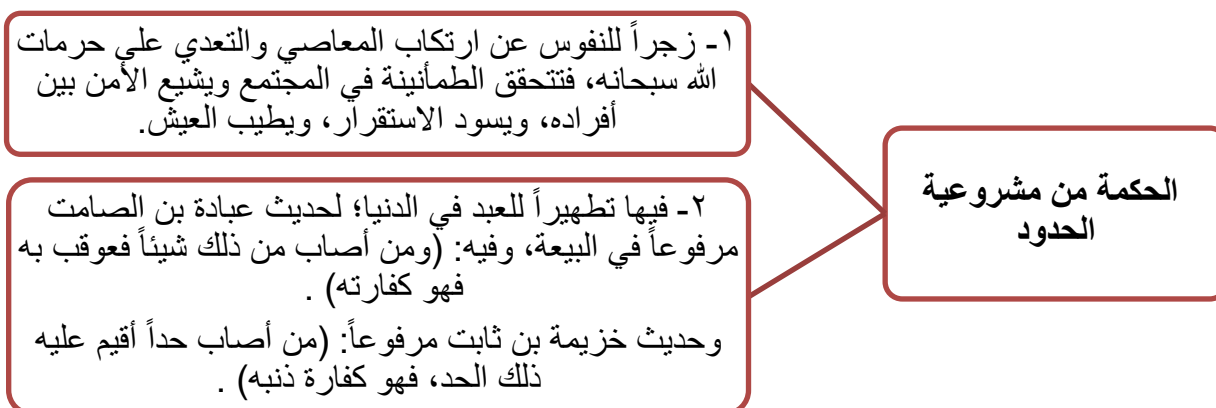 الحكمة من مشروعية
الحدود
١- زجراً للنفوس عن ارتكاب المعاصي والتعدي على حرمات
الله سبحانه، فتتحقق الطمأنينة في المجتمع ويشيع الأمن بين
أفراده، ويسود الاستقرار، ويطيب العيش.
٢- فيها تطهيراً للعبد في الدنيا؛ لحديث عبادة بن الصامت
مرفوعاً في البيعة، وفيه: (ومن أصاب من ذلك شيئاً فعوقب به
فهو كفارته) .
وحديث خزيمة بن ثابت مرفوعاً: (من أصاب حداً أقيم عليه
ذلك الحد، فهو كفارة ذنبه) .